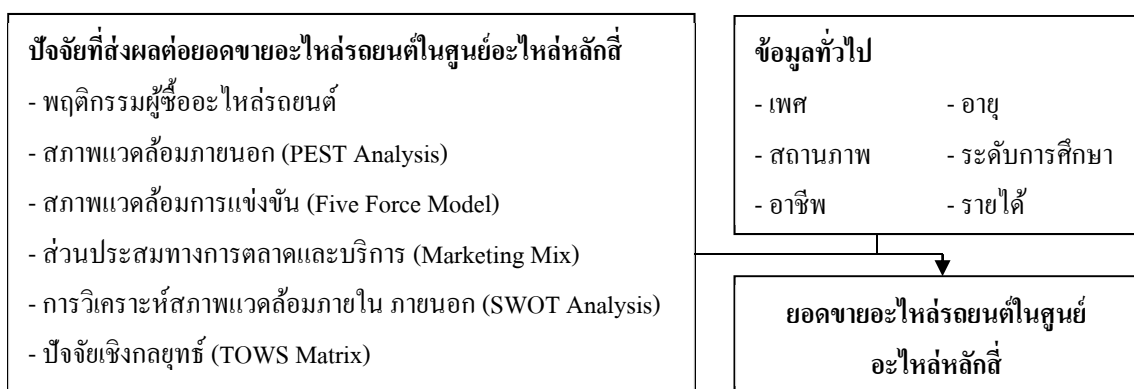 ปัจจัยที่ส่งผลต่อยอดขายอะไหล่รถยนต์ในศูนย์อะไหล่หลักสี่
- พฤติกรรมผู้ซื้ออะไหล่รถยนต์
- สภาพแวดล้อมภายนอก (PEST Analysis)
- สภาพแวดล้อมการแข่งขัน (Five Force Model)
- ส่วนประสมทางการตลาดและบริการ (Marketing Mix)
- การวิเคราะห์สภาพแวดล้อมภายใน ภายนอก (SWOT Analysis)
- ปัจจัยเชิงกลยุทธ์ (TOWS Matrix)
ข้อมูลทั่วไป
- เพศ - อายุ
- สถานภาพ - ระดับการศึกษา
- อาชีพ - รายได้
ยอดขายอะไหล่รถยนต์ในศูนย์
อะไหล่หลักสี่